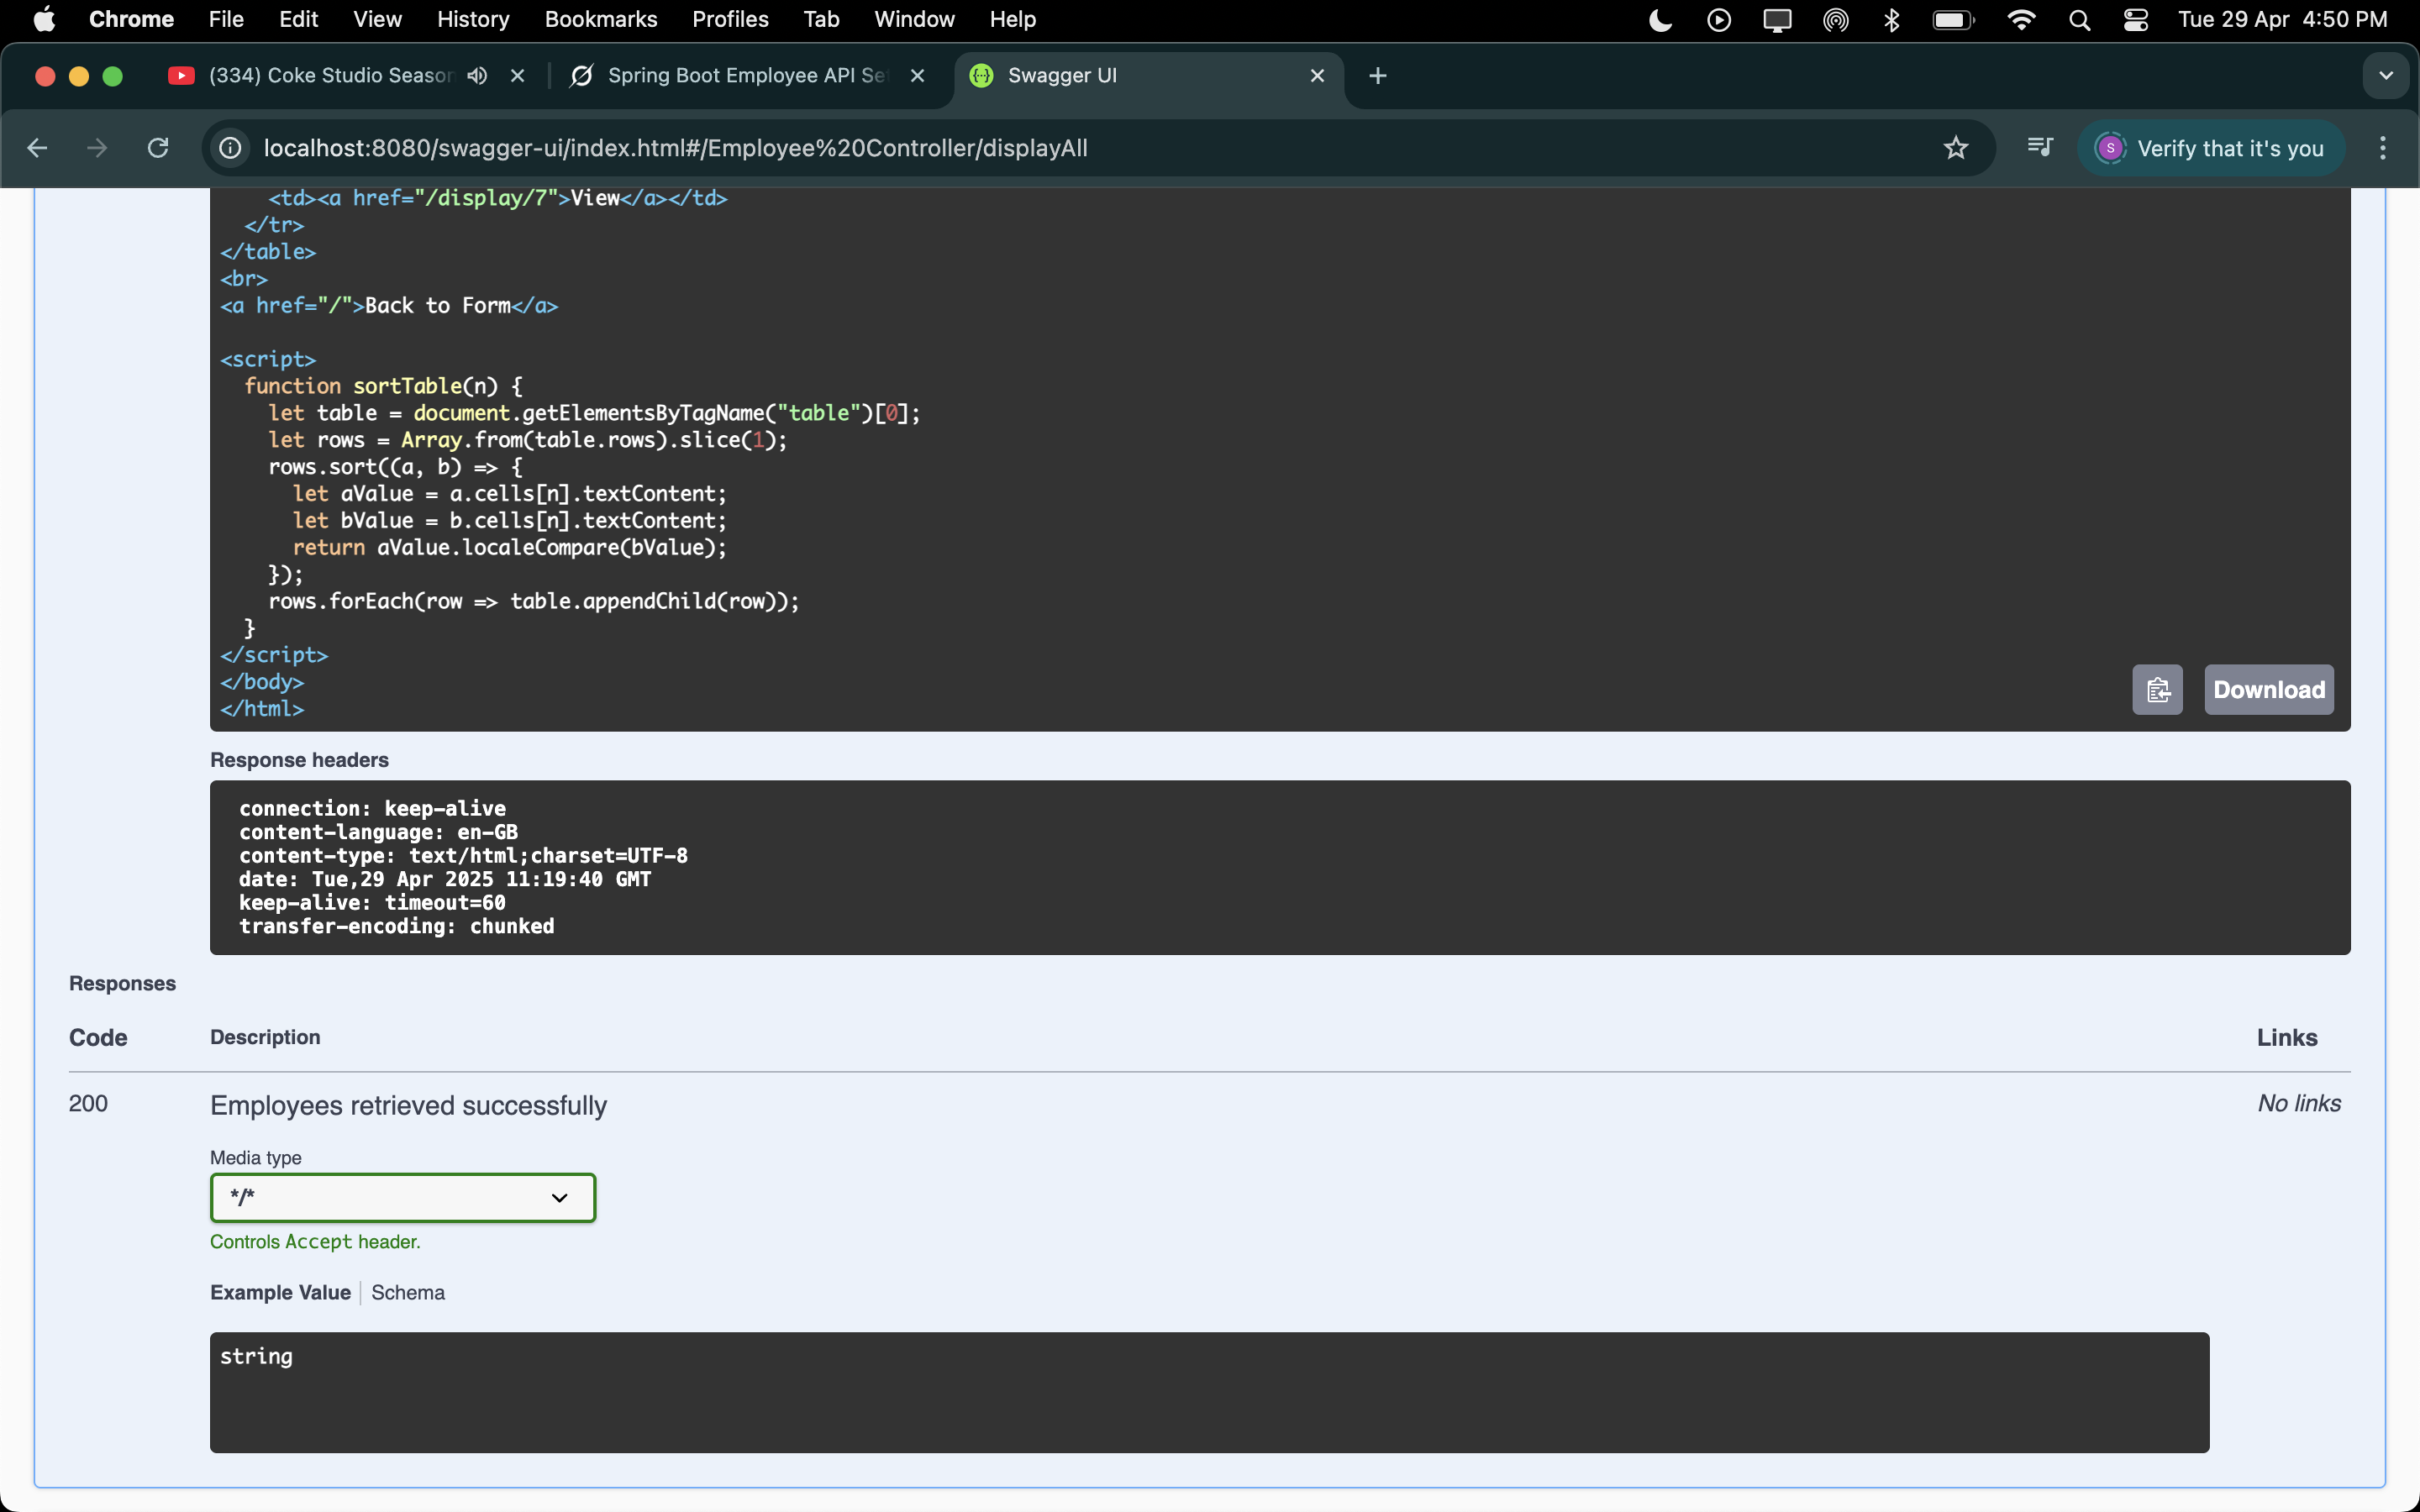 Chrome File Edit View History Bookmarks Profiles Tab Window Help Tue 29 Apr 4:50 PM
(334) Coke Studio Season Spring Boot Employee API Se Swagger UI
localhost:8080/swagger-ui/index.html#/Employee%20Controller/displayAll S Verify that it's you
<td><a href="/display/7">View</a></td>
</tr>
</table>
<br>
<a href="/">Back to Form</a>
<script>
function sortTable(n) {
let table = document.getElementsByTagName("table")[0];
let rows = Array.from(table.rows).slice(1);
rows.sort((a, b) => {
let aValue = a.cells[n].textContent;
let bValue = b.cells[n].textContent;
return aValue.localeCompare(bValue);
});
rows.forEach(row => table.appendChild(row));
}
</script>
</body>
</html>
Download
Response headers
connection: keep-alive
content-language: en-GB
content-type: text/html;charset=UTF-8
date: Tue,29 Apr 2025 11:19:40 GMT
keep-alive: timeout=60
transfer-encoding: chunked
Responses
Code Description Links
200 Employees retrieved successfully No links
Media type
*/*
Controls Accept header.
Example Value Schema
string